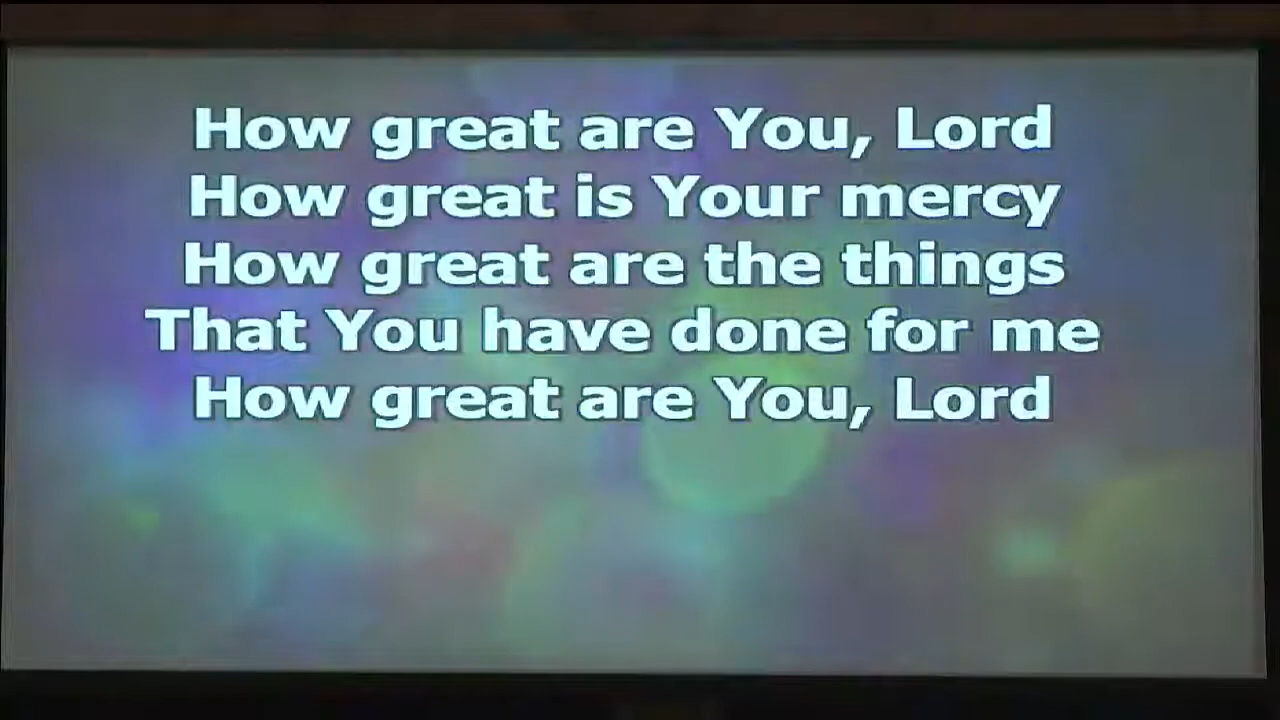 How great are You, Lord
How great is Your mercy
How great are the things
That You have done for me
How great are You, Lord